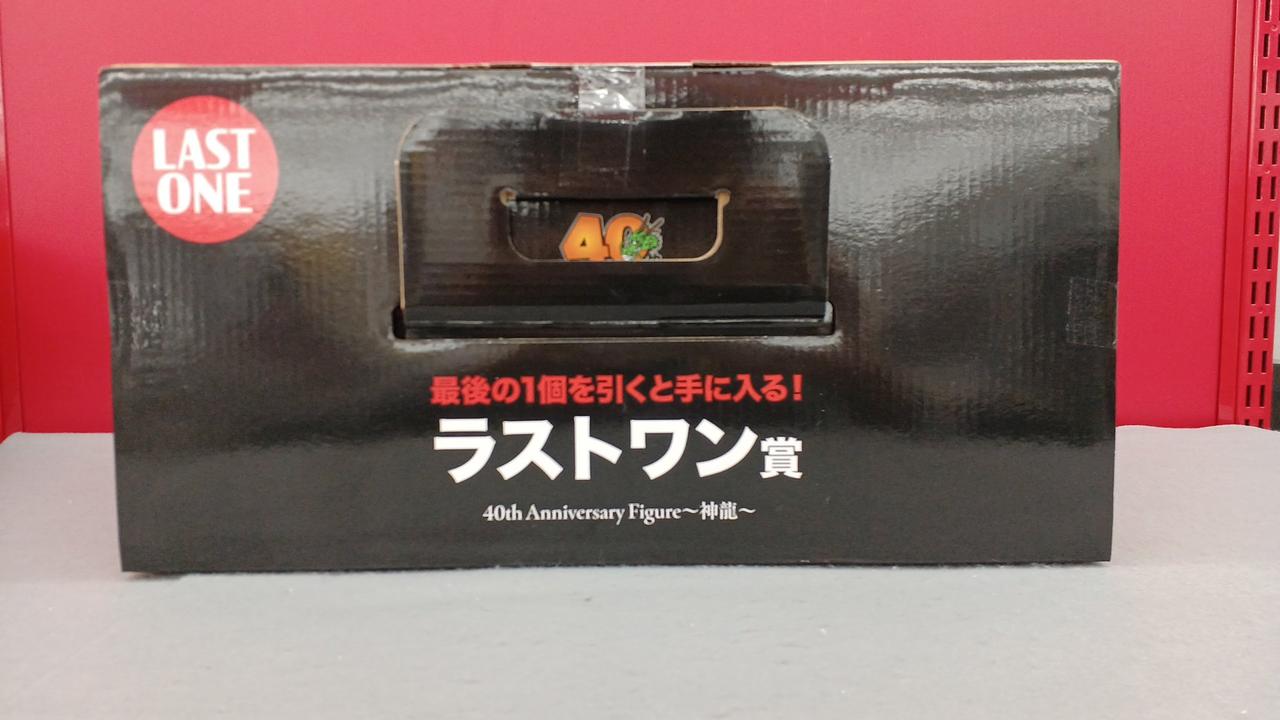 LAST
ONE
40
最後の1個を引くと手に入る!
ラストワン賞
40th Anniversary Figure～神龍～